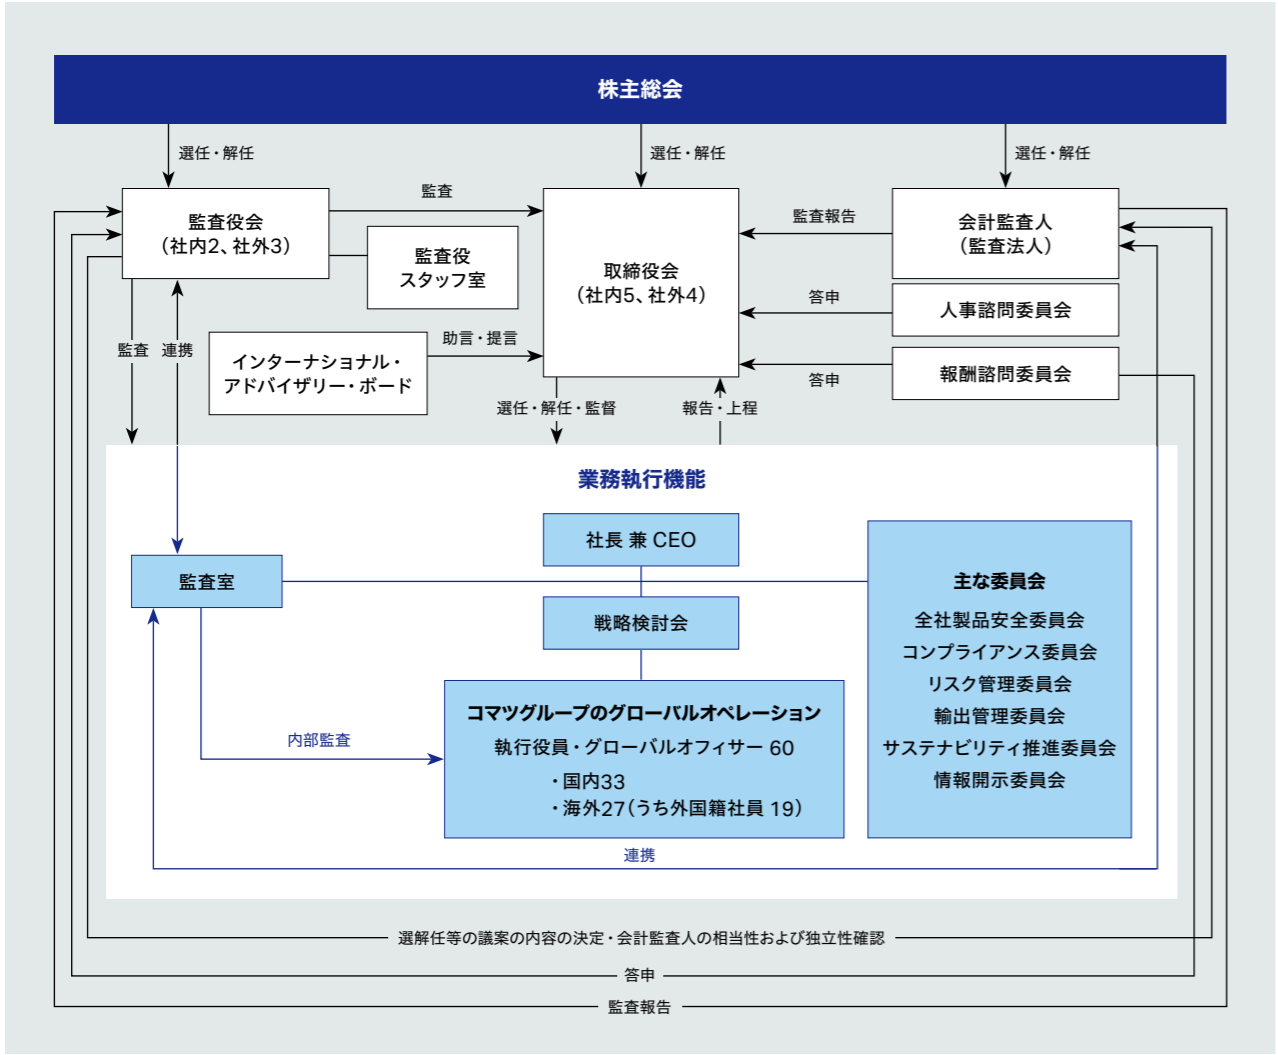 株主総会
選任・解任
選任・解任
選任・解任
監査役会
（社内2、社外3）
監査
監査役
スタッフ室
取締役会
（社内5、社外4）
監査報告
会計監査人
（監査法人）
答申
人事諮問委員会
答申
報酬諮問委員会
監査
連携
インターナショナル・
アドバイザリー・ボード
助言・提言
選任・解任・監督
報告・上程
業務執行機能
社長 兼 CEO
監査室
戦略検討会
主な委員会
全社製品安全委員会
コンプライアンス委員会
リスク管理委員会
輸出管理委員会
サステナビリティ推進委員会
情報開示委員会
コマツグループのグローバルオペレーション
執行役員・グローバルオフィサー 60
・国内33
・海外27（うち外国籍社員 19）
内部監査
連携
選解任等の議案の内容の決定・会計監査人の相当性および独立性確認
答申
監査報告